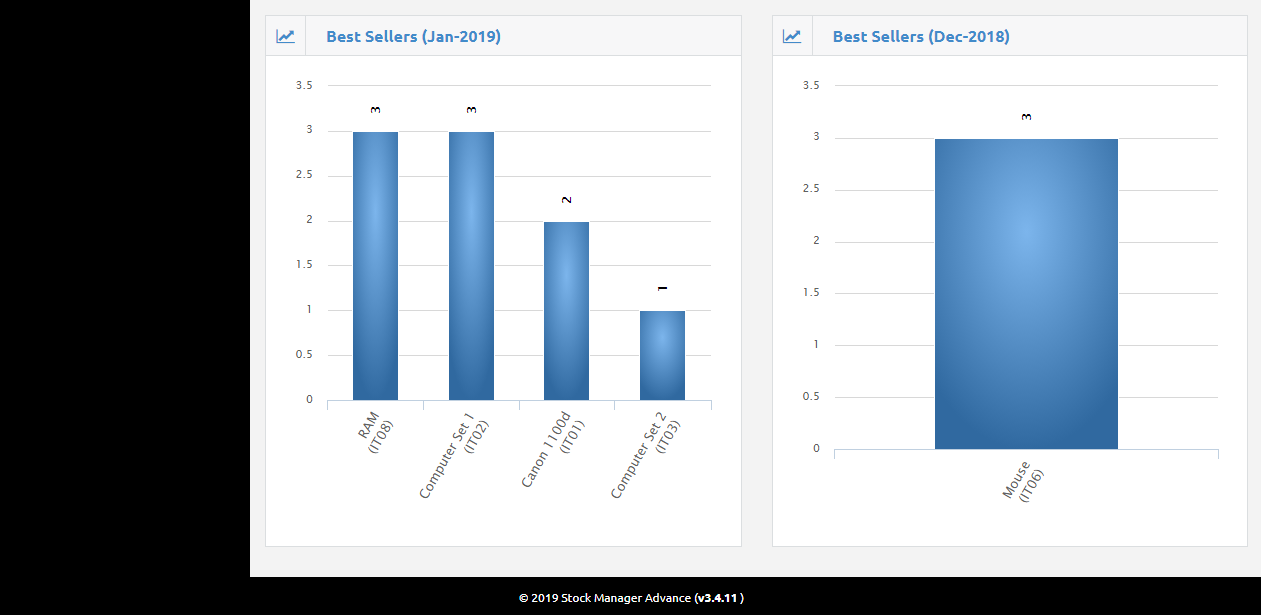 Best Sellers (Jan-2019)
3.5
3
2.5
2
1.5
1
0.5
0
3
3
2
1
RAM
(IT08)
Computer Set 1
(IT02)
Canon 1100d
(IT01)
Computer Set 2
(IT03)
Best Sellers (Dec-2018)
3.5
3
2.5
2
1.5
1
0.5
0
3
Mouse
(IT06)
© 2019 Stock Manager Advance (v3.4.11 )